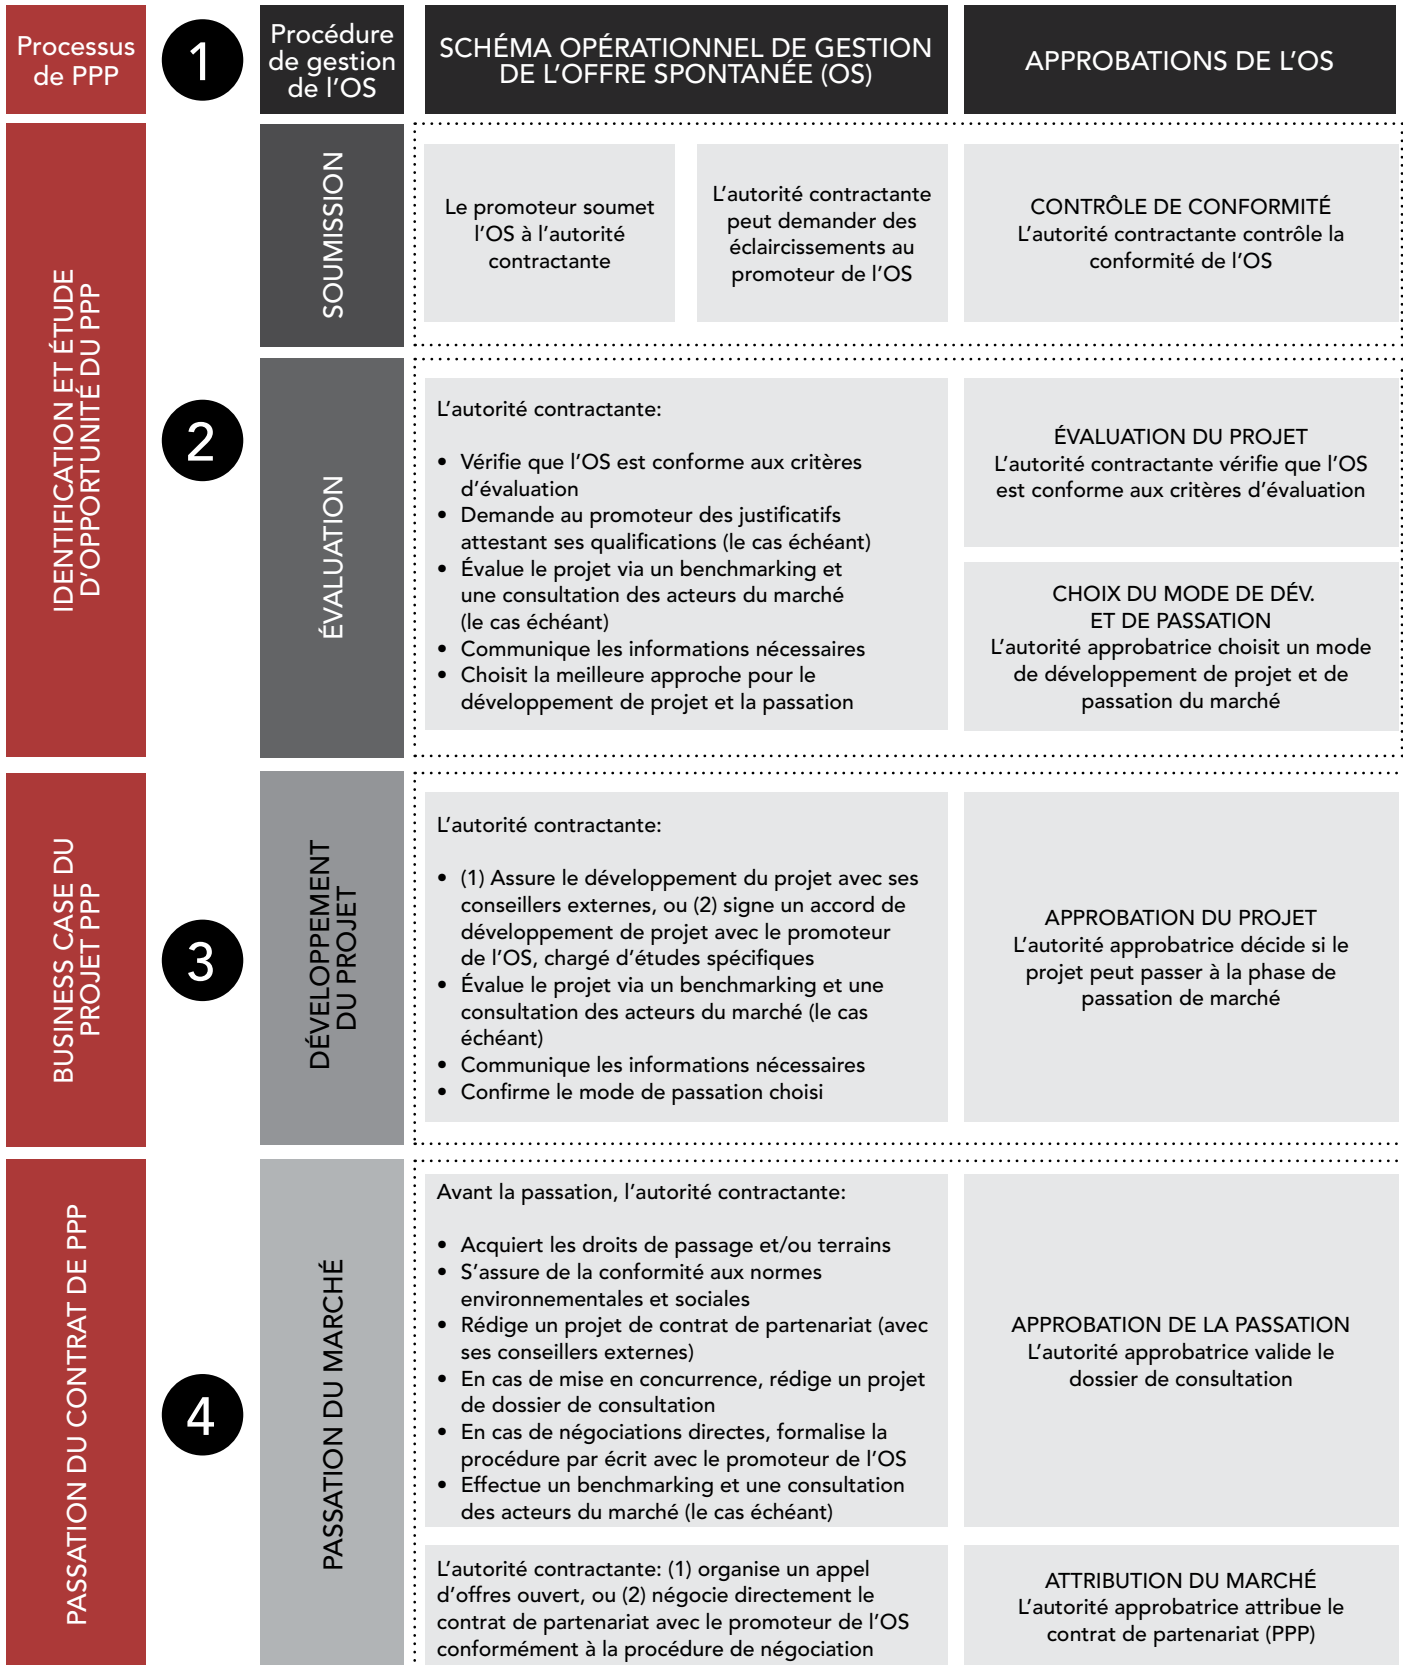 Processus
de PPP
1
Procédure
de gestion
de l’OS
SCHÉMA OPÉRATIONNEL DE GESTION
DE L’OFFRE SPONTANÉE (OS)
APPROBATIONS DE L’OS
IDENTIFICATION ET ÉTUDE
D’OPPORTUNITÉ DU PPP
SOUMISSION
Le promoteur soumet
l’OS à l’autorité
contractante
L’autorité contractante
peut demander des
éclaircissements au
promoteur de l’OS
CONTRÔLE DE CONFORMITÉ
L’autorité contractante contrôle la
conformité de l’OS
2
ÉVALUATION
L’autorité contractante:
• Vérifie que l’OS est conforme aux critères
d’évaluation
• Demande au promoteur des justificatifs
attestant ses qualifications (le cas échéant)
• Évalue le projet via un benchmarking et
une consultation des acteurs du marché
(le cas échéant)
• Communique les informations nécessaires
• Choisit la meilleure approche pour le
développement de projet et la passation
ÉVALUATION DU PROJET
L’autorité contractante vérifie que l’OS
est conforme aux critères d’évaluation
CHOIX DU MODE DE DÉV.
ET DE PASSATION
L’autorité approbatrice choisit un mode
de développement de projet et de
passation du marché
BUSINESS CASE DU
PROJET PPP
3
DÉVELOPPEMENT
DU PROJET
L’autorité contractante:
• (1) Assure le développement du projet avec ses
conseillers externes, ou (2) signe un accord de
développement de projet avec le promoteur
de l’OS, chargé d’études spécifiques
• Évalue le projet via un benchmarking et une
consultation des acteurs du marché (le cas
échéant)
• Communique les informations nécessaires
• Confirme le mode de passation choisi
APPROBATION DU PROJET
L’autorité approbatrice décide si le
projet peut passer à la phase de
passation de marché
PASSATION DU CONTRAT DE PPP
4
PASSATION DU MARCHÉ
Avant la passation, l’autorité contractante:
• Acquiert les droits de passage et/ou terrains
• S’assure de la conformité aux normes
environnementales et sociales
• Rédige un projet de contrat de partenariat (avec
ses conseillers externes)
• En cas de mise en concurrence, rédige un projet
de dossier de consultation
• En cas de négociations directes, formalise la
procédure par écrit avec le promoteur de l’OS
• Effectue un benchmarking et une consultation
des acteurs du marché (le cas échéant)
APPROBATION DE LA PASSATION
L’autorité approbatrice valide le
dossier de consultation
L’autorité contractante: (1) organise un appel
d’offres ouvert, ou (2) négocie directement le
contrat de partenariat avec le promoteur de l’OS
conformément à la procédure de négociation
ATTRIBUTION DU MARCHÉ
L’autorité approbatrice attribue le
contrat de partenariat (PPP)